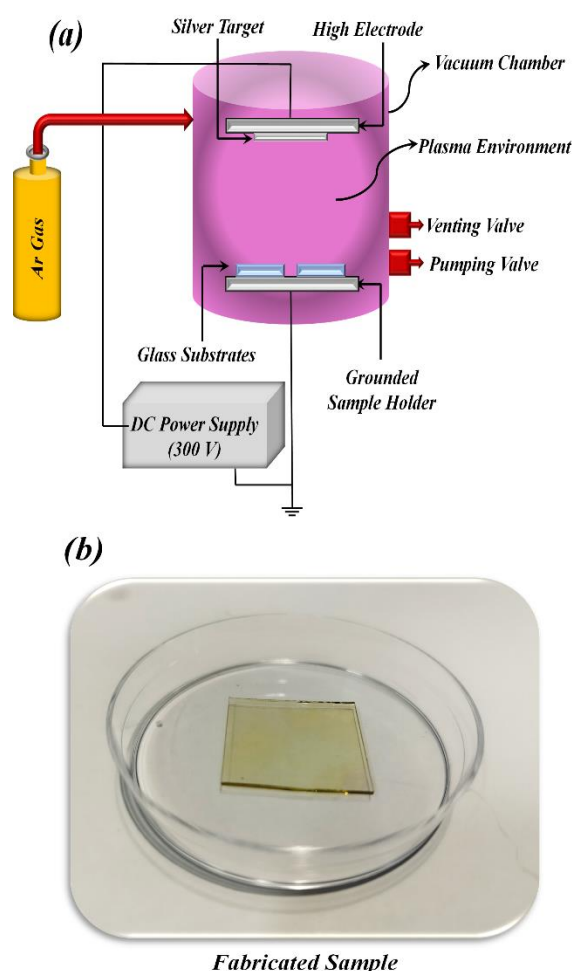 (a)
Silver Target
High Electrode
Vacuum Chamber
Plasma Environment
Ar Gas
Venting Valve
Pumping Valve
Glass Substrates
Grounded
Sample Holder
DC Power Supply
(300 V)
(b)
Fabricated Sample